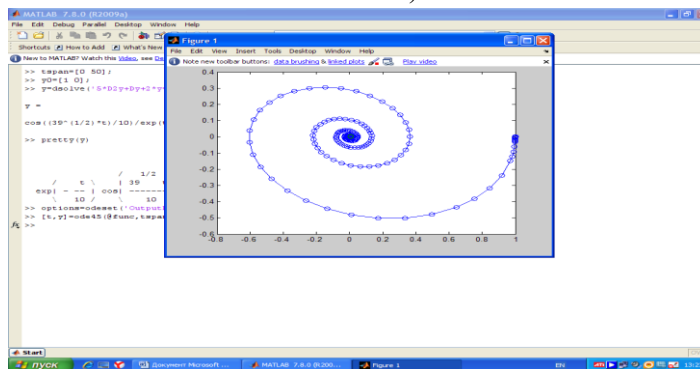 MATLAB 7.8.0 (R2009a)
File Edit Debug Parallel Desktop Window Help
Shortcuts How to Add What's New
New to MATLAB? Watch this Video, see
>> tspan=[0 50];
>> y0=[1 0];
>> y=dsolve('5*D2y+Dy+2*y
y =
cos((39^(1/2)*t)/10)/exp(
>> pretty(y)
/ 1/2
/ t \ | 39
exp| - -- | cos| -------
\ 10 / \ 10
>> options=odeset('Output
>> [t,y]=ode45(@func,tspan
>>
Figure 1
File Edit View Insert Tools Desktop Window Help
Note new toolbar buttons: data brushing & linked plots Play video
0.4
0.3
0.2
0.1
0
-0.1
-0.2
-0.3
-0.4
-0.5
-0.6
-0.8 -0.6 -0.4 -0.2 0 0.2 0.4 0.6 0.8 1
Start
пуск Документ Microsoft ... MATLAB 7.8.0 (R200... Figure 1 EN